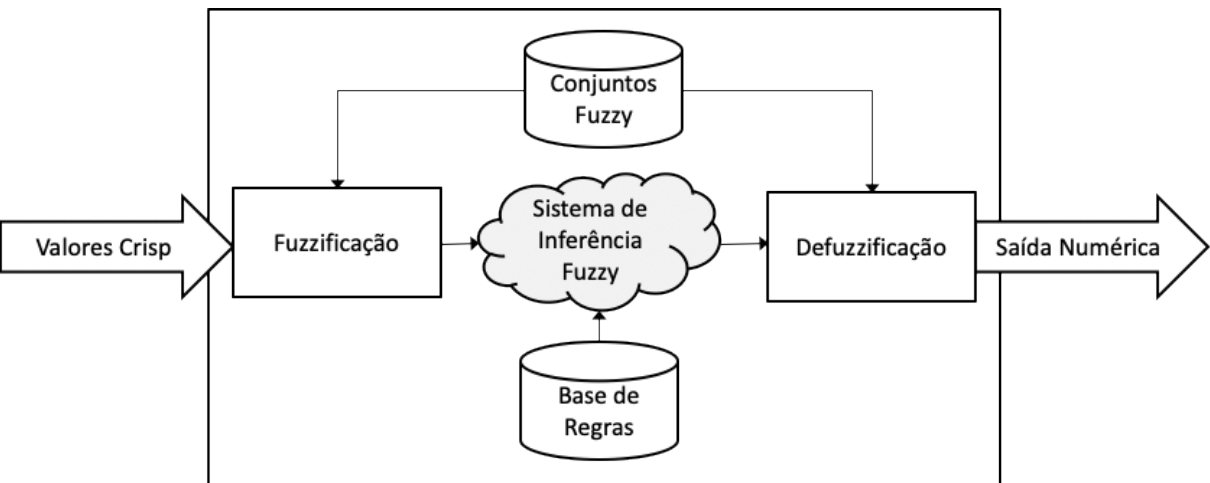 Conjuntos
Fuzzy
Valores Crisp
Fuzzificação
Sistema de
Inferência
Fuzzy
Defuzzificação
Saída Numérica
Base de
Regras